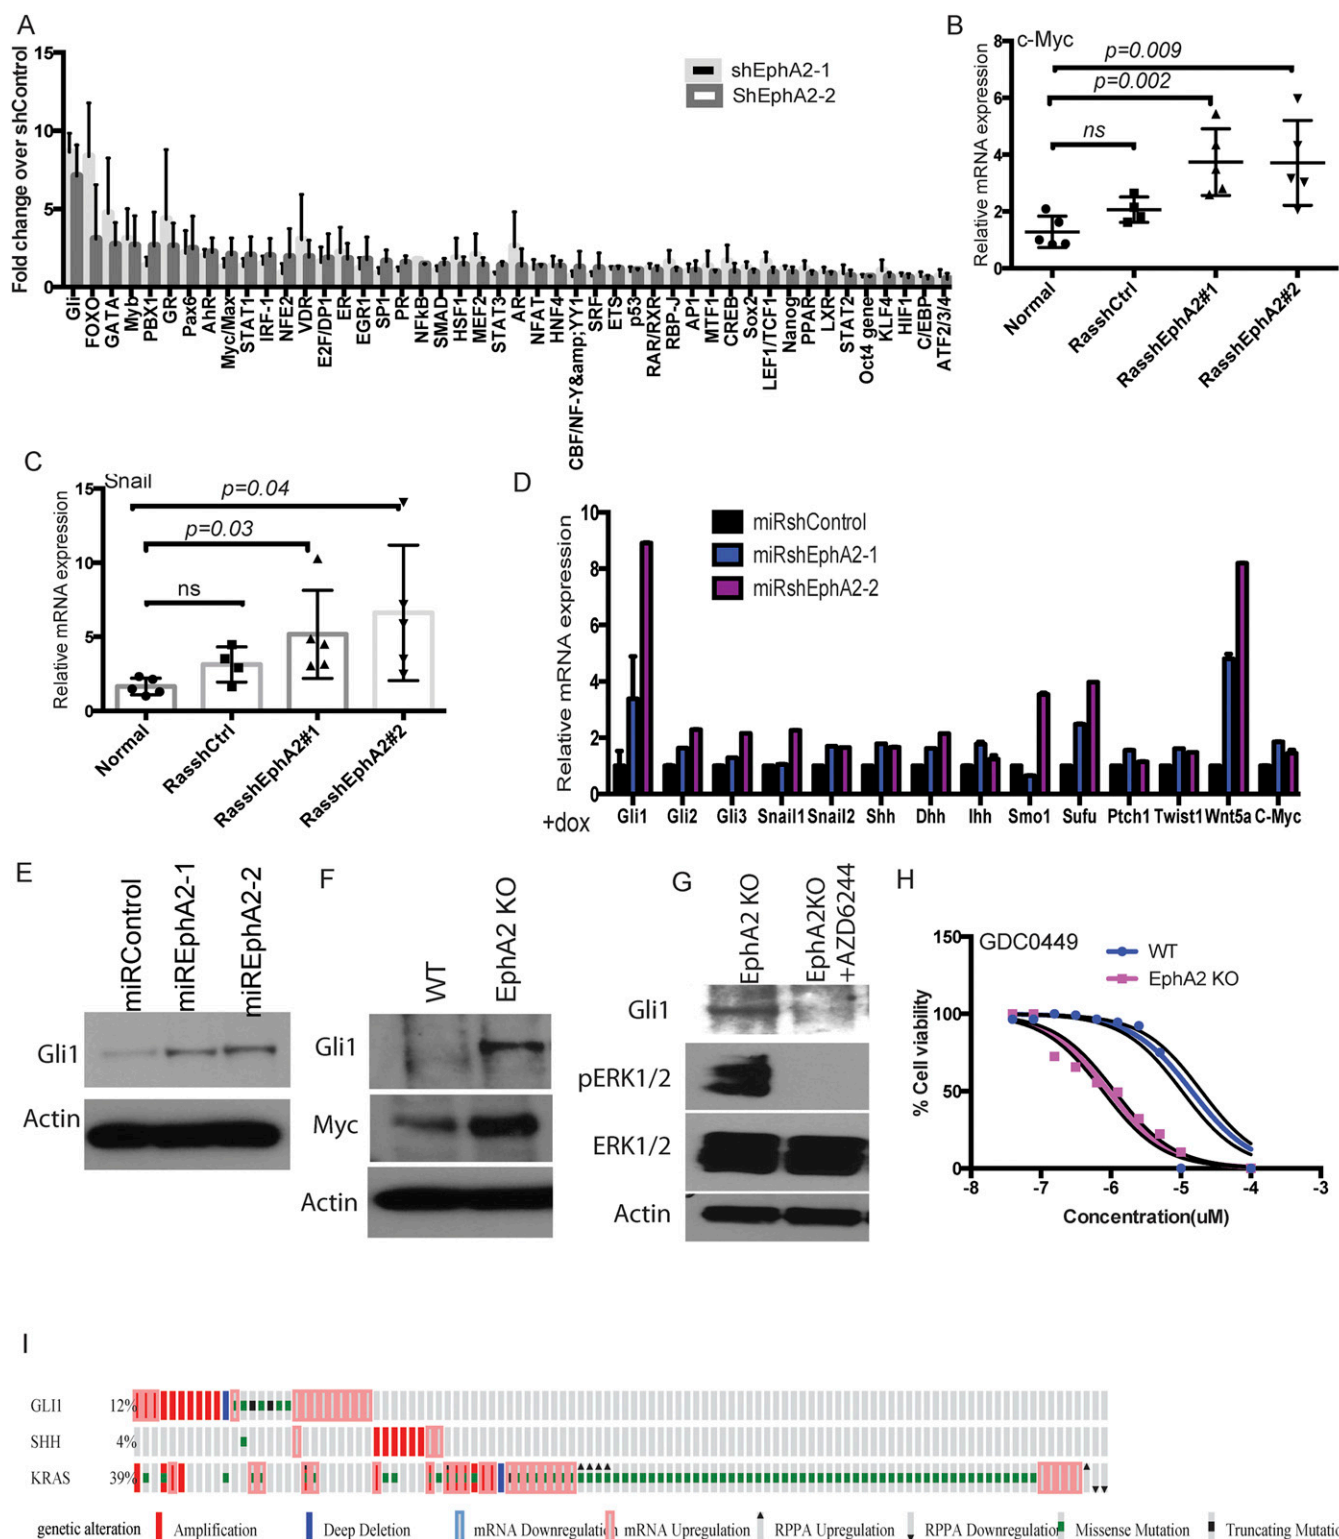 A
Fold change over shControl
15
10
5
0
shEphA2-1
ShEphA2-2
Gli
FOXO
GATA
Myb
PBX1
GR
Pax6
AhR
Myc/Max
STAT1
IRF-1
NFE2
VDR
E2F/DP1
ER
EGR1
SP1
PR
NFkB
SMAD
HSF1
MEF2
STAT3
AR
NFAT
HNF4
CBF/NF-Y&amp;YY1
SRF
ETS
p53
RAR/RXR
RBP-J
AP1
MTF1
CREB
Sox2
LEF1/TCF1
Nanog
PPAR
LXR
STAT2
Oct4 gene
KLF4
HIF1
C/EBP
ATF2/3/4
B
c-Myc
Relative mRNA expression
8
6
4
2
0
p=0.009
p=0.002
ns
Normal
RasshCtrl
RasshEphA2#1
RasshEphA2#2
C
Snail
Relative mRNA expression
15
10
5
0
p=0.04
p=0.03
ns
Normal
RasshCtrl
RasshEphA2#1
RasshEphA2#2
D
Relative mRNA expression
10
8
6
4
2
0
miRshControl
miRshEphA2-1
miRshEphA2-2
+dox
Gli1 Gli2 Gli3 Snail1 Snail2 Shh Dhh Ihh Smo1 Sufu Ptch1 Twist1 Wnt5a C-Myc
E
miRControl
miREphA2-1
miREphA2-2
Gli1
Actin
F
WT
EphA2 KO
Gli1
Myc
Actin
G
EphA2 KO
EphA2KO
+AZD6244
Gli1
pERK1/2
ERK1/2
Actin
H
GDC0449
WT
EphA2 KO
% Cell viability
150
100
50
0
-8 -7 -6 -5 -4 -3
Concentration(uM)
I
GLI1 12%
SHH 4%
KRAS 39%
genetic alteration Amplification Deep Deletion mRNA Downregulation mRNA Upregulation RPPA Upregulation RPPA Downregulation Missense Mutation Truncating Mutatio